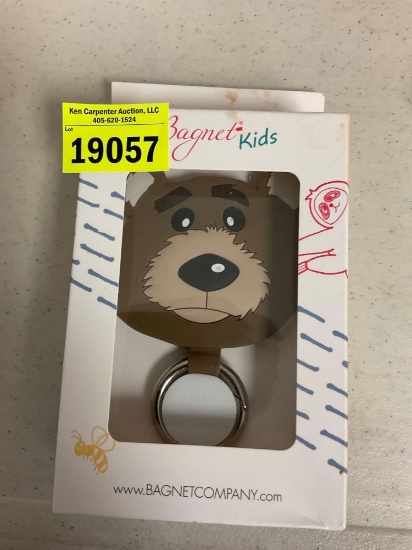 Ken Carpenter Auction, LLC
405-620-1524
Lot
19057
Bagnet
Kids
www.BAGNETCOMPANY.com